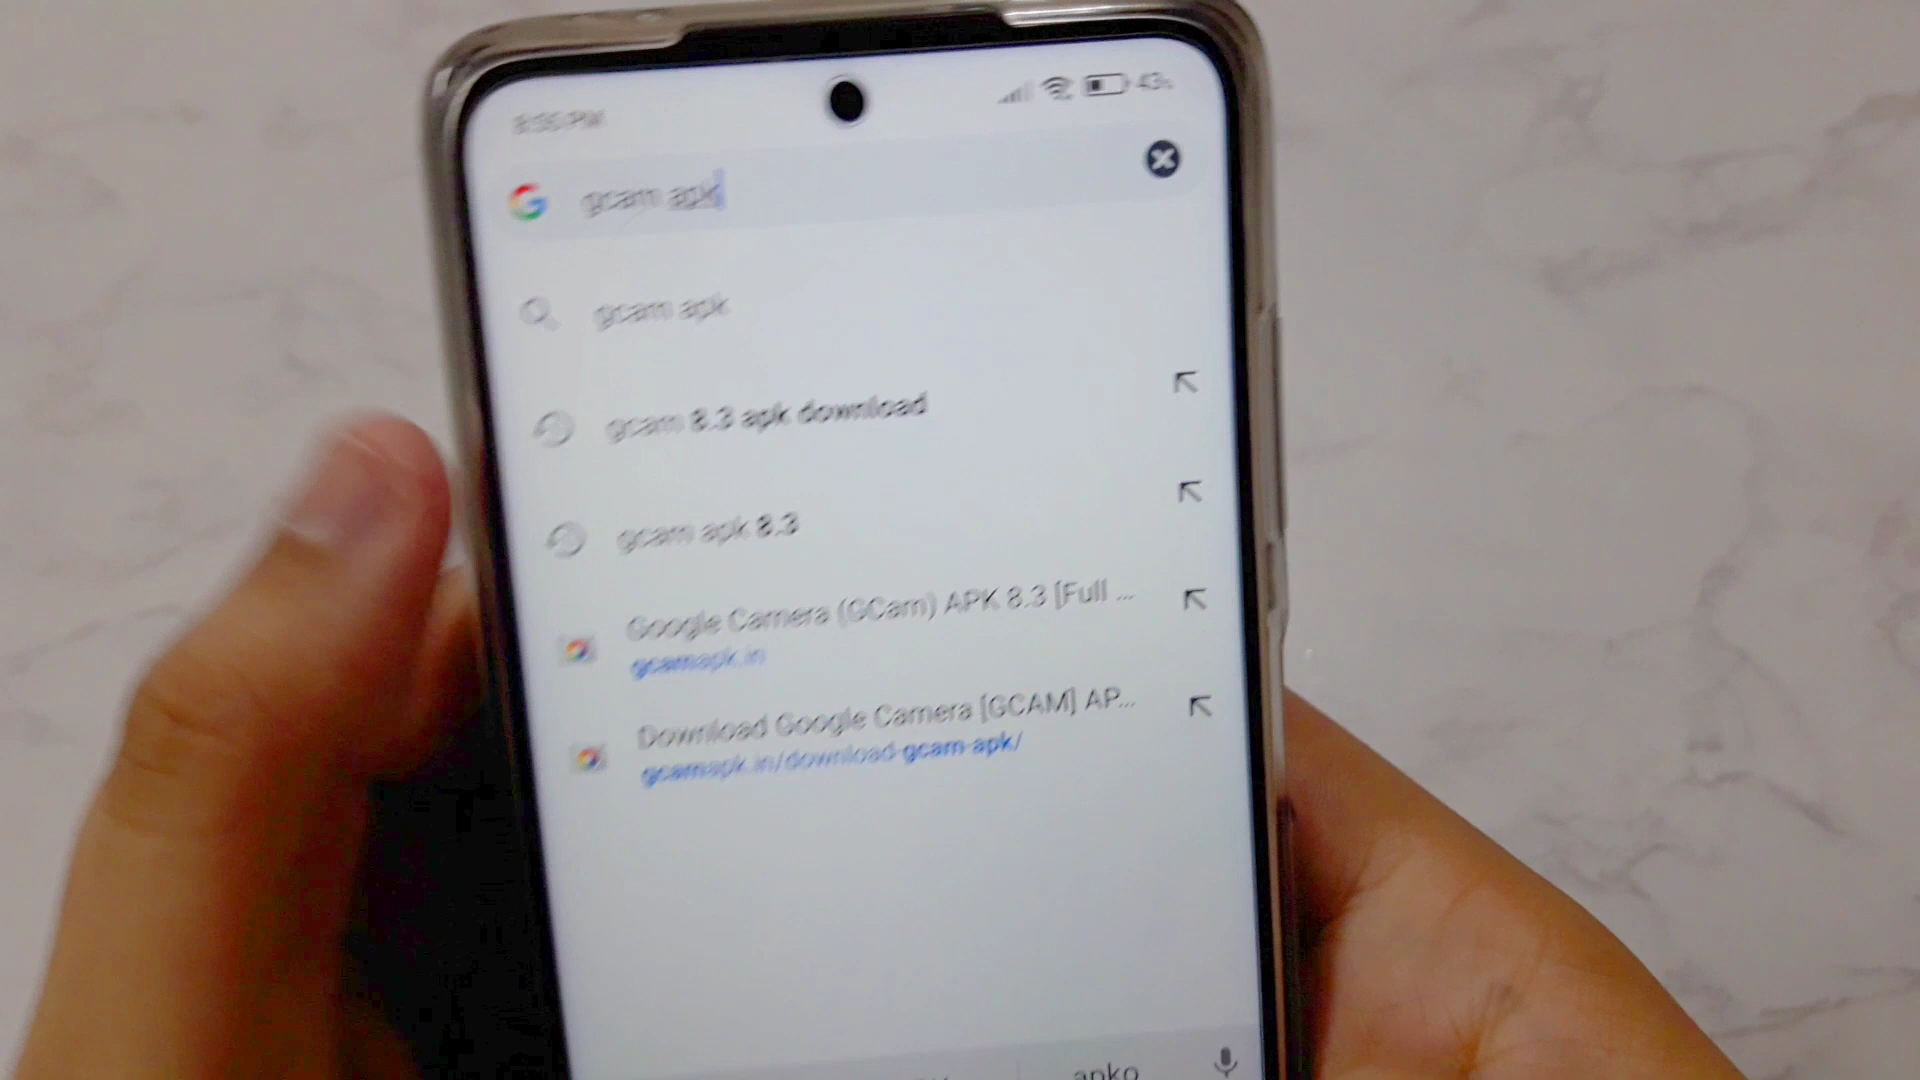 8:55 PM
43%
gcam apk
gcam apk
gcam 8.3 apk download
gcam apk 8.3
Google Camera (GCam) APK 8.3 [Full ...
gcamapk.in
Download Google Camera [GCAM] AP...
gcamapk.in/download-gcam-apk/
apko